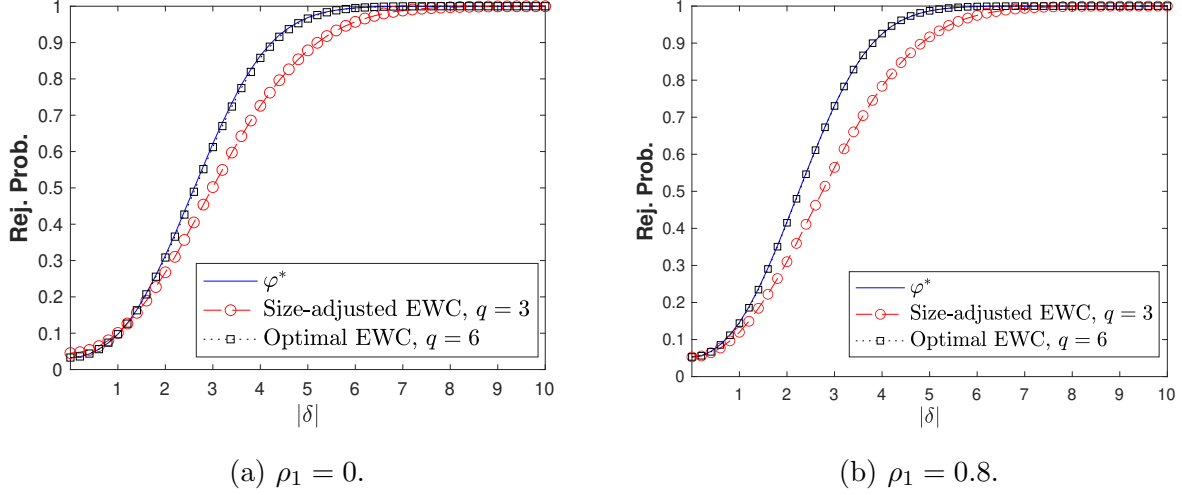 1
0.9
0.8
0.7
0.6
0.5
0.4
0.3
0.2
0.1
0
Rej. Prob.
φ*
Size-adjusted EWC, q = 3
Optimal EWC, q = 6
1 2 3 4 5 6 7 8 9 10
|δ|
(a) ρ₁ = 0.
1
0.9
0.8
0.7
0.6
0.5
0.4
0.3
0.2
0.1
0
Rej. Prob.
φ*
Size-adjusted EWC, q = 3
Optimal EWC, q = 6
1 2 3 4 5 6 7 8 9 10
|δ|
(b) ρ₁ = 0.8.